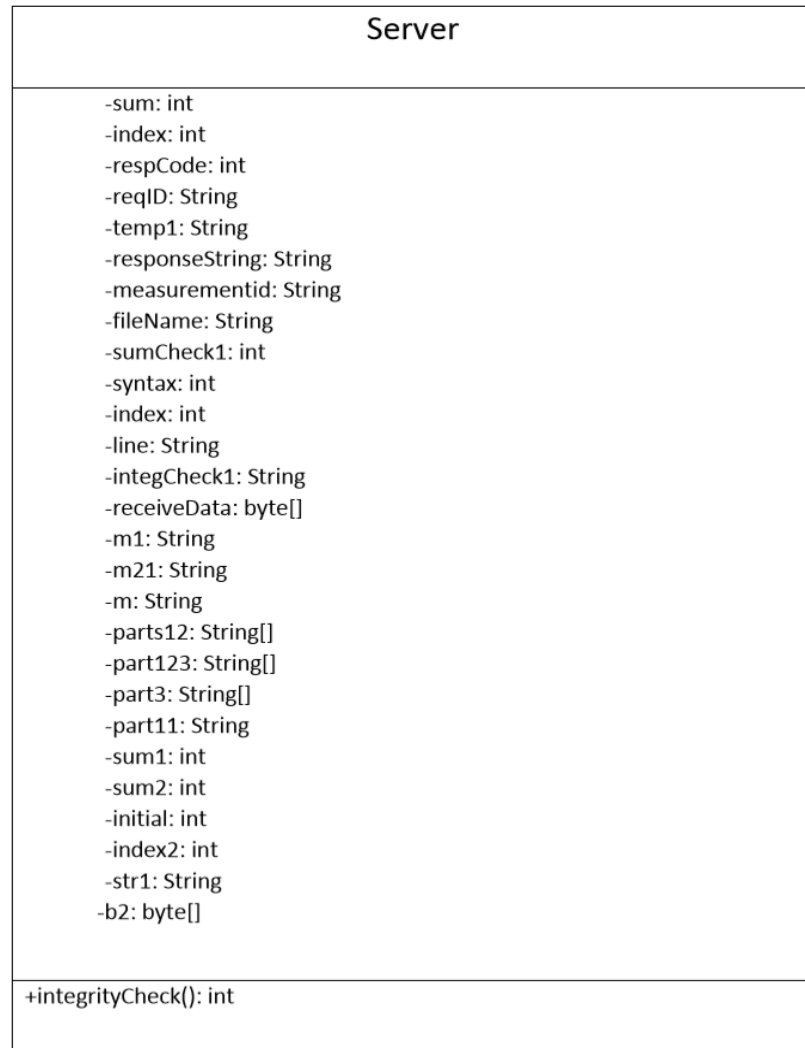 Server
-sum: int
-index: int
-respCode: int
-reqID: String
-temp1: String
-responseString: String
-measurementid: String
-fileName: String
-sumCheck1: int
-syntax: int
-index: int
-line: String
-integCheck1: String
-receiveData: byte[]
-m1: String
-m21: String
-m: String
-parts12: String[]
-part123: String[]
-part3: String[]
-part11: String
-sum1: int
-sum2: int
-initial: int
-index2: int
-str1: String
-b2: byte[]
+integrityCheck(): int